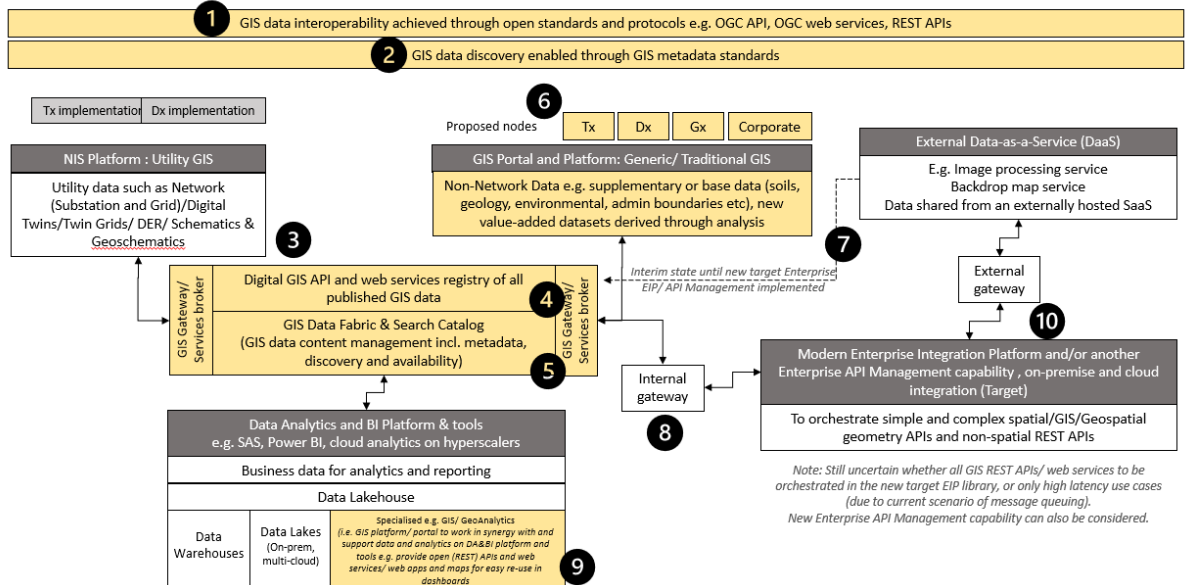 1
GIS data interoperability achieved through open standards and protocols e.g. OGC API, OGC web services, REST APIs
2
GIS data discovery enabled through GIS metadata standards
Tx implementation
Dx implementation
NIS Platform : Utility GIS
Utility data such as Network
(Substation and Grid)/Digital
Twins/Twin Grids/ DER/ Schematics &
Geoschematics
3
6
Proposed nodes
Tx
Dx
Gx
Corporate
GIS Portal and Platform: Generic/ Traditional GIS
Non-Network Data e.g. supplementary or base data (soils,
geology, environmental, admin boundaries etc), new
value-added datasets derived through analysis
External Data-as-a-Service (DaaS)
E.g. Image processing service
Backdrop map service
Data shared from an externally hosted SaaS
7
Interim state until new target Enterprise
EIP/ API Management implemented
GIS Gateway/
Services broker
Digital GIS API and web services registry of all
published GIS data
4
GIS Data Fabric & Search Catalog
(GIS data content management incl. metadata,
discovery and availability)
5
GIS Gateway/
Services broker
External
gateway
10
Internal
gateway
8
Modern Enterprise Integration Platform and/or another
Enterprise API Management capability , on-premise and cloud
integration (Target)
To orchestrate simple and complex spatial/GIS/Geospatial
geometry APIs and non-spatial REST APIs
Note: Still uncertain whether all GIS REST APIs/ web services to be
orchestrated in the new target EIP library, or only high latency use cases
(due to current scenario of message queuing).
New Enterprise API Management capability can also be considered.
Data Analytics and BI Platform & tools
e.g. SAS, Power BI, cloud analytics on hyperscalers
Business data for analytics and reporting
Data Lakehouse
Data
Warehouses
Data Lakes
(On-prem,
multi-cloud)
Specialised e.g. GIS/ GeoAnalytics
(i.e. GIS platform/ portal to work in synergy with and
support data and analytics on DA&BI platform and
tools e.g. provide open (REST) APIs and web
services/ web apps and maps for easy re-use in
dashboards
9